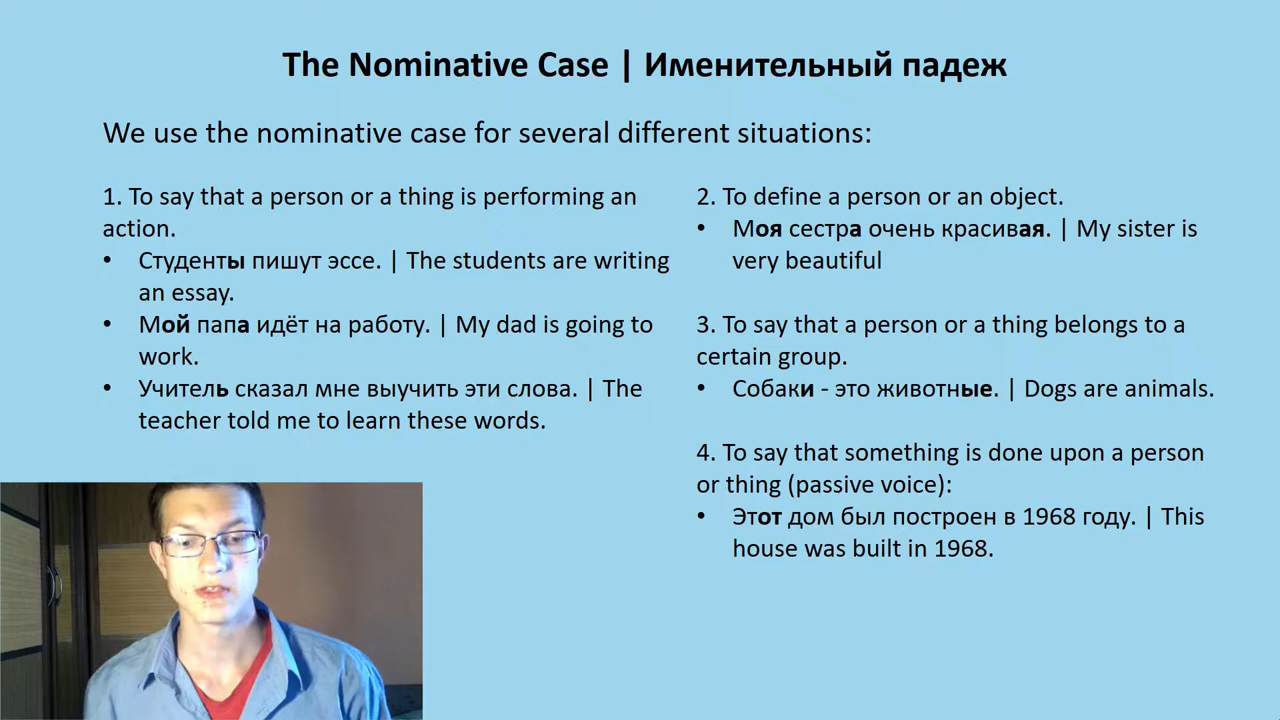 The Nominative Case | Именительный падеж
We use the nominative case for several different situations:
1. To say that a person or a thing is performing an
action.
• Студенты пишут эссе. | The students are writing
an essay.
• Мой папа идёт на работу. | My dad is going to
work.
• Учитель сказал мне выучить эти слова. | The
teacher told me to learn these words.
2. To define a person or an object.
• Моя сестра очень красивая. | My sister is
very beautiful
3. To say that a person or a thing belongs to a
certain group.
• Собаки - это животные. | Dogs are animals.
4. To say that something is done upon a person
or thing (passive voice):
• Этот дом был построен в 1968 году. | This
house was built in 1968.